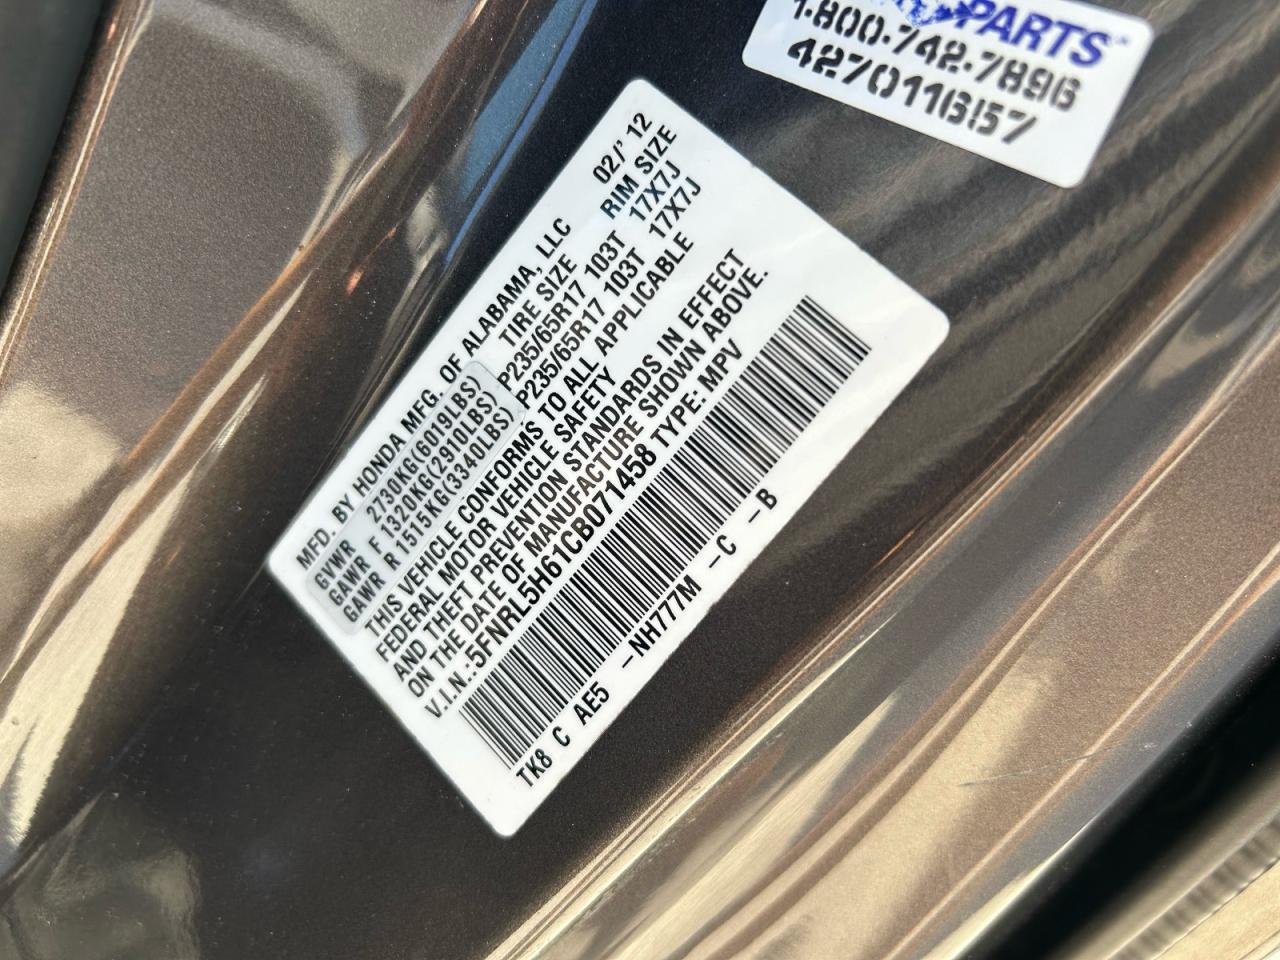 PARTS
1-800-742-7896
427011657
MFD. BY HONDA MFG. OF ALABAMA, LLC 02/'12
GVWR 2730KG(6019LBS) TIRE SIZE RIM SIZE
GAWR F 1320KG(2910LBS) P235/65R17 103T 17X7J
GAWR R 1515KG(3340LBS) P235/65R17 103T 17X7J
THIS VEHICLE CONFORMS TO ALL APPLICABLE
FEDERAL MOTOR VEHICLE SAFETY
AND THEFT PREVENTION STANDARDS IN EFFECT
ON THE DATE OF MANUFACTURE SHOWN ABOVE.
V.I.N.:5FNRL5H61CB071458 TYPE: MPV
TK8 C AE5 -NH777M -C -B